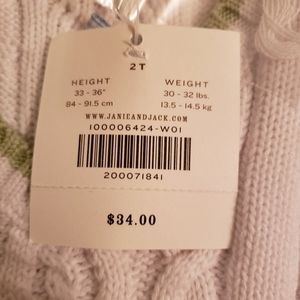 2T
HEIGHT WEIGHT
33 - 36" 30 - 32 lbs.
84 - 91.5 cm 13.5 - 14.5 kg
WWW.JANIEANDJACK.COM
100006424-W01
200071841
$34.00